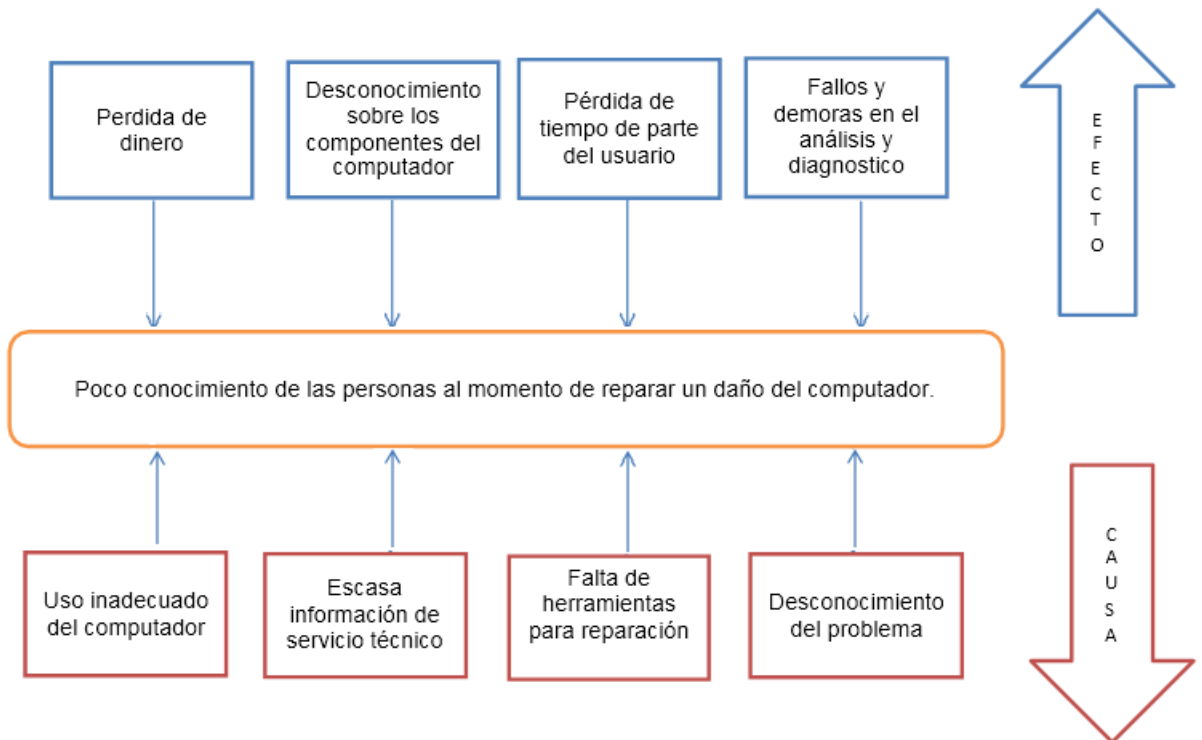 Perdida de
dinero
Desconocimiento
sobre los
componentes del
computador
Pérdida de
tiempo de parte
del usuario
Fallos y
demoras en el
análisis y
diagnostico
E
F
E
C
T
O
Poco conocimiento de las personas al momento de reparar un daño del computador.
Uso inadecuado
del computador
Escasa
información de
servicio técnico
Falta de
herramientas
para reparación
Desconocimiento
del problema
C
A
U
S
A